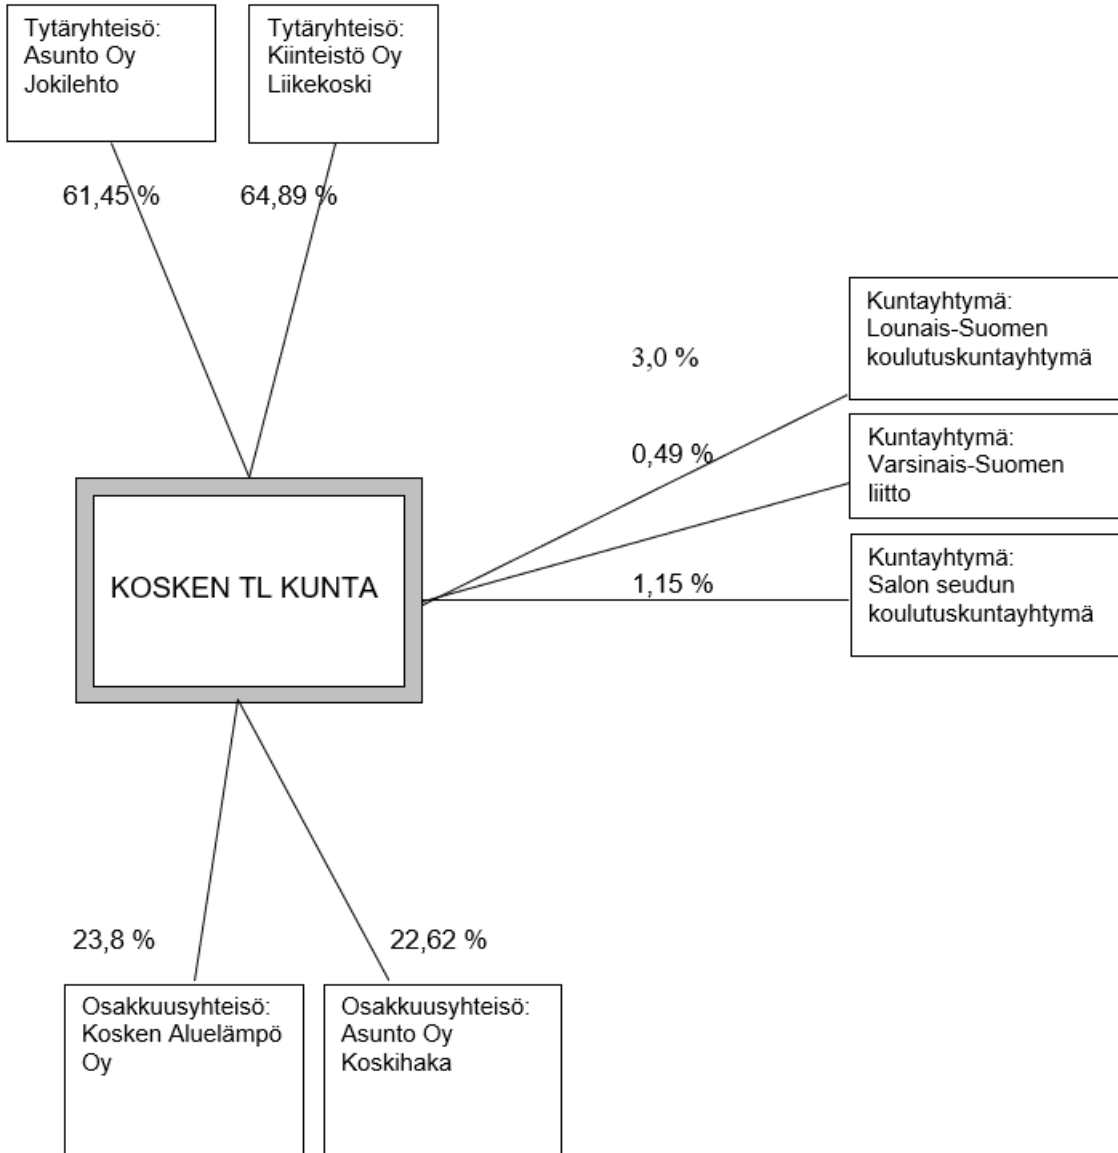 Tytäryhteisö:
Asunto Oy
Jokilehto
Tytäryhteisö:
Kiinteistö Oy
Liikekoski
61,45 %
64,89 %
Kuntayhtymä:
Lounais-Suomen
koulutuskuntayhtymä
3,0 %
Kuntayhtymä:
Varsinais-Suomen
liitto
0,49 %
Kuntayhtymä:
Salon seudun
koulutuskuntayhtymä
1,15 %
KOSKEN TL KUNTA
23,8 %
22,62 %
Osakkuusyhteisö:
Kosken Aluelämpö
Oy
Osakkuusyhteisö:
Asunto Oy
Koskihaka